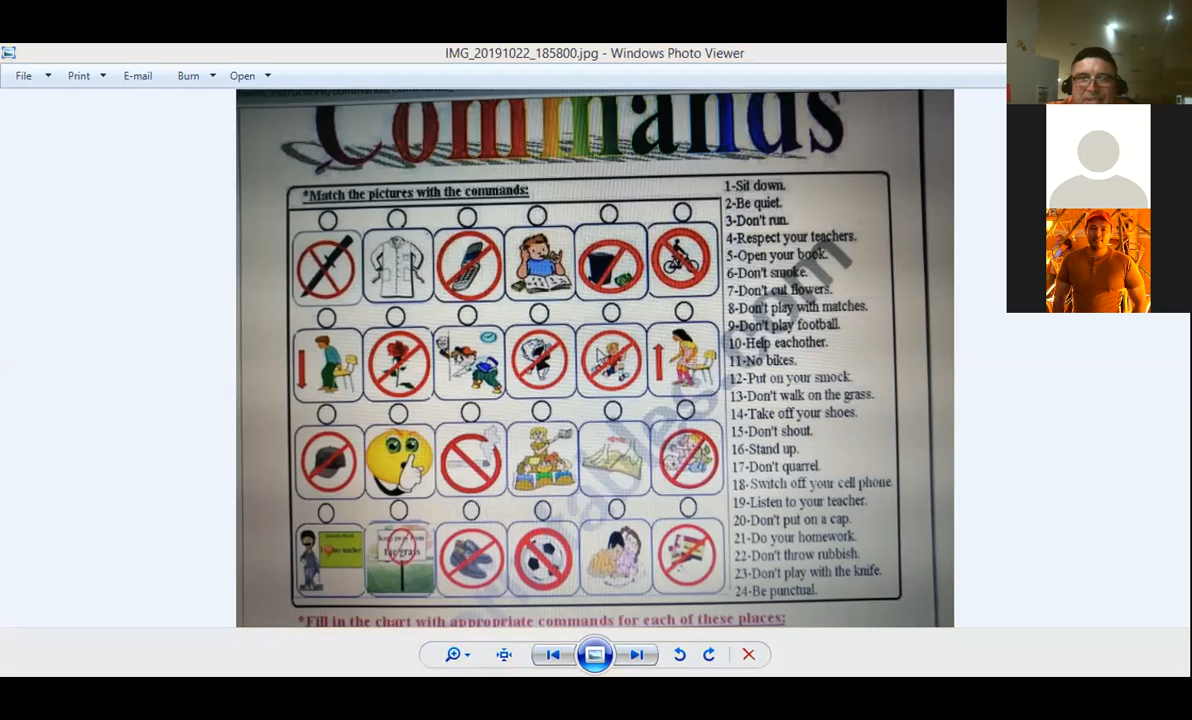 IMG_20191022_185800.jpg - Windows Photo Viewer
File Print E-mail Burn Open
Commands
*Match the pictures with the commands:
1-Sit down.
2-Be quiet.
3-Don't run.
4-Respect your teachers.
5-Open your book.
6-Don't smoke.
7-Don't cut flowers.
8-Don't play with matches.
9-Don't play football.
10-Help eachother.
11-No bikes.
12-Put on your smock.
13-Don't walk on the grass.
14-Take off your shoes.
15-Don't shout.
16-Stand up.
17-Don't quarrel.
18-Switch off your cell phone
19-Listen to your teacher.
20-Don't put on a cap.
21-Do your homework.
22-Don't throw rubbish.
23-Don't play with the knife.
24-Be punctual.
the grass
*Fill in the chart with appropriate commands for each of these places: